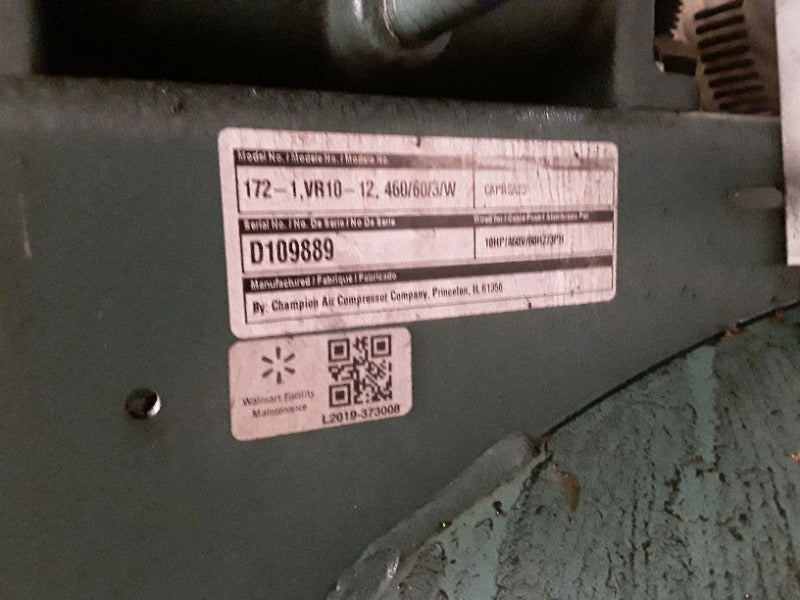 Model No. / Modèle No. / Modelo No.
172-1,VR10-12, 460/60/3/W
Serial No. / No. De Serie / No De Serie
D109889
10HP/460V/60HZ/3PH
Manufactured / Fabriqué / Fabricado
By: Champion Air Compressor Company, Princeton, IL 61356
Walmart Facility
Maintenance
L2019-373008